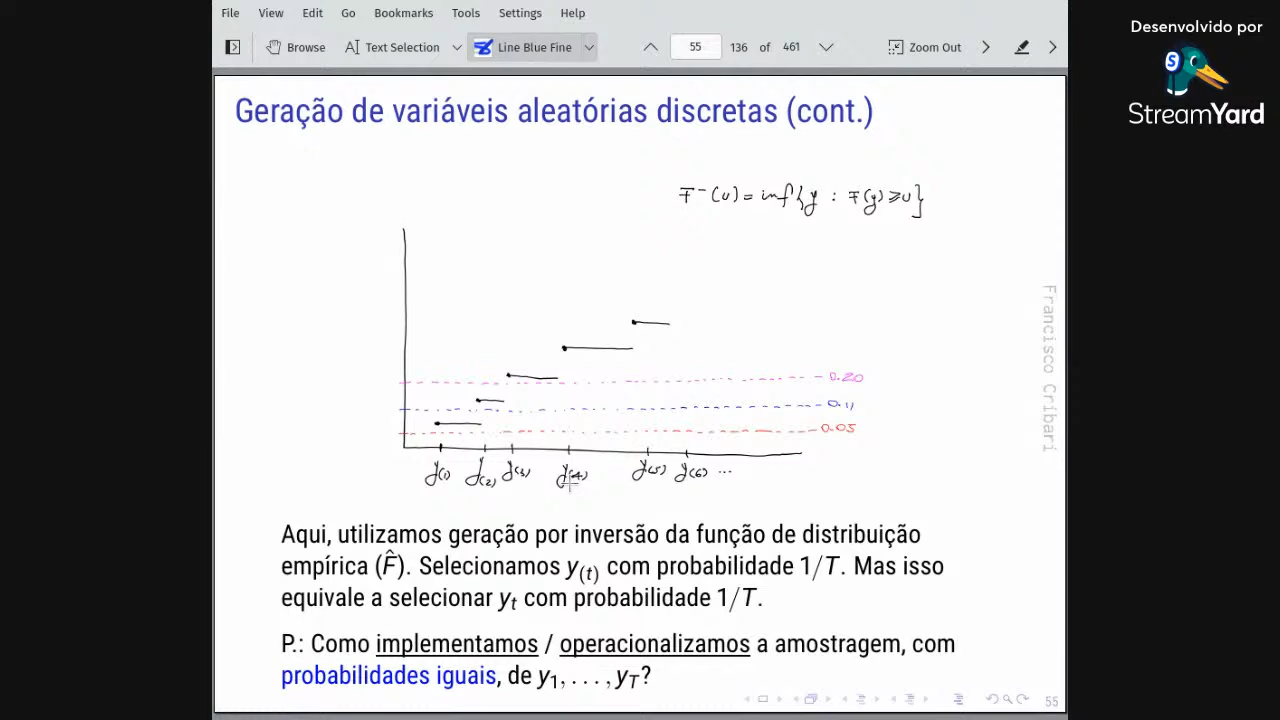 File View Edit Go Bookmarks Tools Settings Help
Browse Text Selection Line Blue Fine 55 136 of 461 Zoom Out
Desenvolvido por
S
StreamYard
Geração de variáveis aleatórias discretas (cont.)
F⁻(u) = inf{y : F(y) ≥ u}
0.20
0.11
0.05
y(1) y(2) y(3) y(4) y(5) y(6) ...
Francisco Cribari
Aqui, utilizamos geração por inversão da função de distribuição
empírica (F̂). Selecionamos y(t) com probabilidade 1/T. Mas isso
equivale a selecionar yt com probabilidade 1/T.
P.: Como implementamos / operacionalizamos a amostragem, com
probabilidades iguais, de y1, . . . , yT?
55